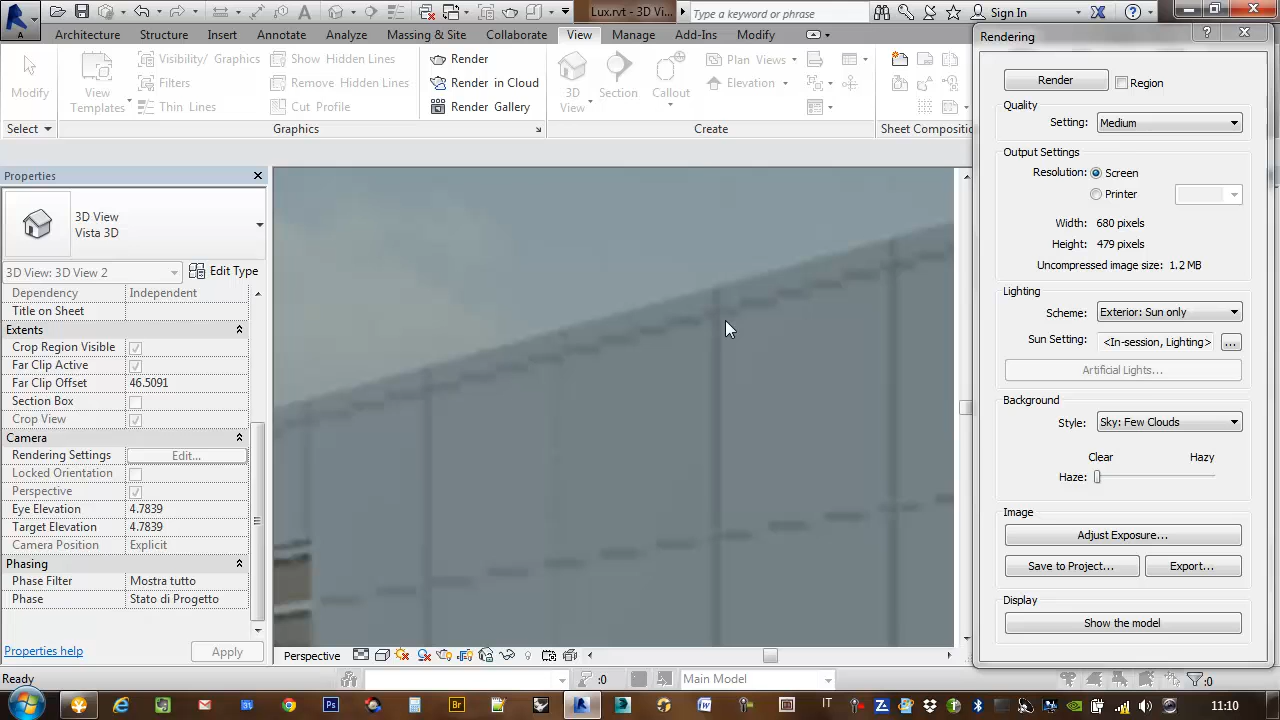 Lux.rvt - 3D Vi...
Type a keyword or phrase
Sign In
Architecture
Structure
Insert
Annotate
Analyze
Massing & Site
Collaborate
View
Manage
Add-Ins
Modify
Modify
View
Templates
Visibility/ Graphics
Filters
Thin Lines
Show Hidden Lines
Remove Hidden Lines
Cut Profile
Render
Render in Cloud
Render Gallery
3D
View
Section
Callout
Plan Views
Elevation
Select
Graphics
Create
Sheet Compositio
Properties
3D View
Vista 3D
3D View: 3D View 2
Edit Type
Dependency Independent
Title on Sheet
Extents
Crop Region Visible
Far Clip Active
Far Clip Offset 46.5091
Section Box
Crop View
Camera
Rendering Settings Edit...
Locked Orientation
Perspective
Eye Elevation 4.7839
Target Elevation 4.7839
Camera Position Explicit
Phasing
Phase Filter Mostra tutto
Phase Stato di Progetto
Properties help
Apply
Perspective
Ready
:0
Main Model
:0
Rendering
Render
Region
Quality
Setting: Medium
Output Settings
Resolution: Screen
Printer
Width: 680 pixels
Height: 479 pixels
Uncompressed image size: 1.2 MB
Lighting
Scheme: Exterior: Sun only
Sun Setting: <In-session, Lighting> ...
Artificial Lights...
Background
Style: Sky: Few Clouds
Clear Hazy
Haze:
Image
Adjust Exposure...
Save to Project... Export...
Display
Show the model
IT
11:10